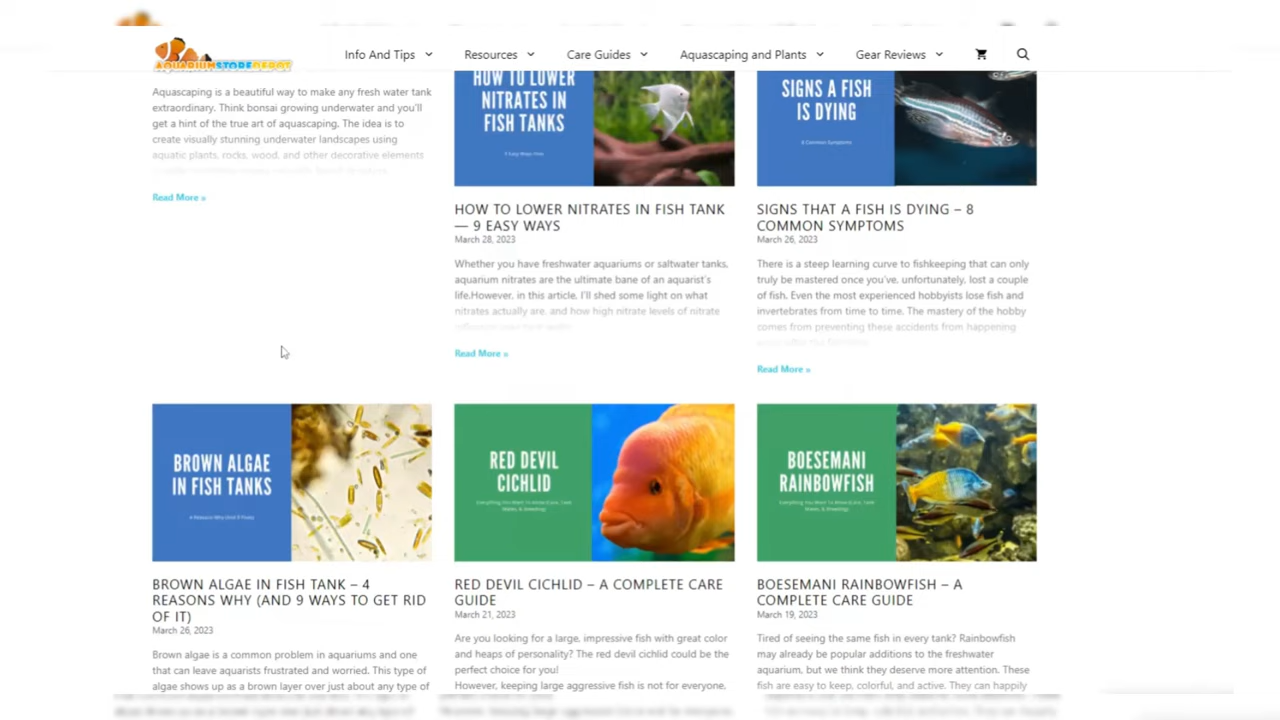 AQUARIUMSTOREDEPOT
Info And Tips
Resources
Care Guides
Aquascaping and Plants
Gear Reviews
Aquascaping is a beautiful way to make any fresh water tank
extraordinary. Think bonsai growing underwater and you'll
get a hint of the true art of aquascaping. The idea is to
create visually stunning underwater landscapes using
aquatic plants, rocks, wood, and other decorative elements
Read More »
HOW TO LOWER
NITRATES IN
FISH TANKS
9 Easy Ways
HOW TO LOWER NITRATES IN FISH TANK
— 9 EASY WAYS
March 28, 2023
Whether you have freshwater aquariums or saltwater tanks,
aquarium nitrates are the ultimate bane of an aquarist's
life.However, in this article, I'll shed some light on what
nitrates actually are, and how high nitrate levels of nitrate
Read More »
SIGNS A FISH
IS DYING
8 Common Symptoms
SIGNS THAT A FISH IS DYING – 8
COMMON SYMPTOMS
March 26, 2023
There is a steep learning curve to fishkeeping that can only
truly be mastered once you've, unfortunately, lost a couple
of fish. Even the most experienced hobbyists lose fish and
invertebrates from time to time. The mastery of the hobby
comes from preventing these accidents from happening
Read More »
BROWN ALGAE
IN FISH TANKS
4 Reasons Why (And 9 Fixes)
BROWN ALGAE IN FISH TANK – 4
REASONS WHY (AND 9 WAYS TO GET RID
OF IT)
March 26, 2023
Brown algae is a common problem in aquariums and one
that can leave aquarists frustrated and worried. This type of
algae shows up as a brown layer over just about any type of
RED DEVIL
CICHLID
RED DEVIL CICHLID – A COMPLETE CARE
GUIDE
March 21, 2023
Are you looking for a large, impressive fish with great color
and heaps of personality? The red devil cichlid could be the
perfect choice for you!
However, keeping large aggressive fish is not for everyone,
BOESEMANI
RAINBOWFISH
BOESEMANI RAINBOWFISH – A
COMPLETE CARE GUIDE
March 19, 2023
Tired of seeing the same fish in every tank? Rainbowfish
may already be popular additions to the freshwater
aquarium, but we think they deserve more attention. These
fish are easy to keep, colorful, and active. They can happily